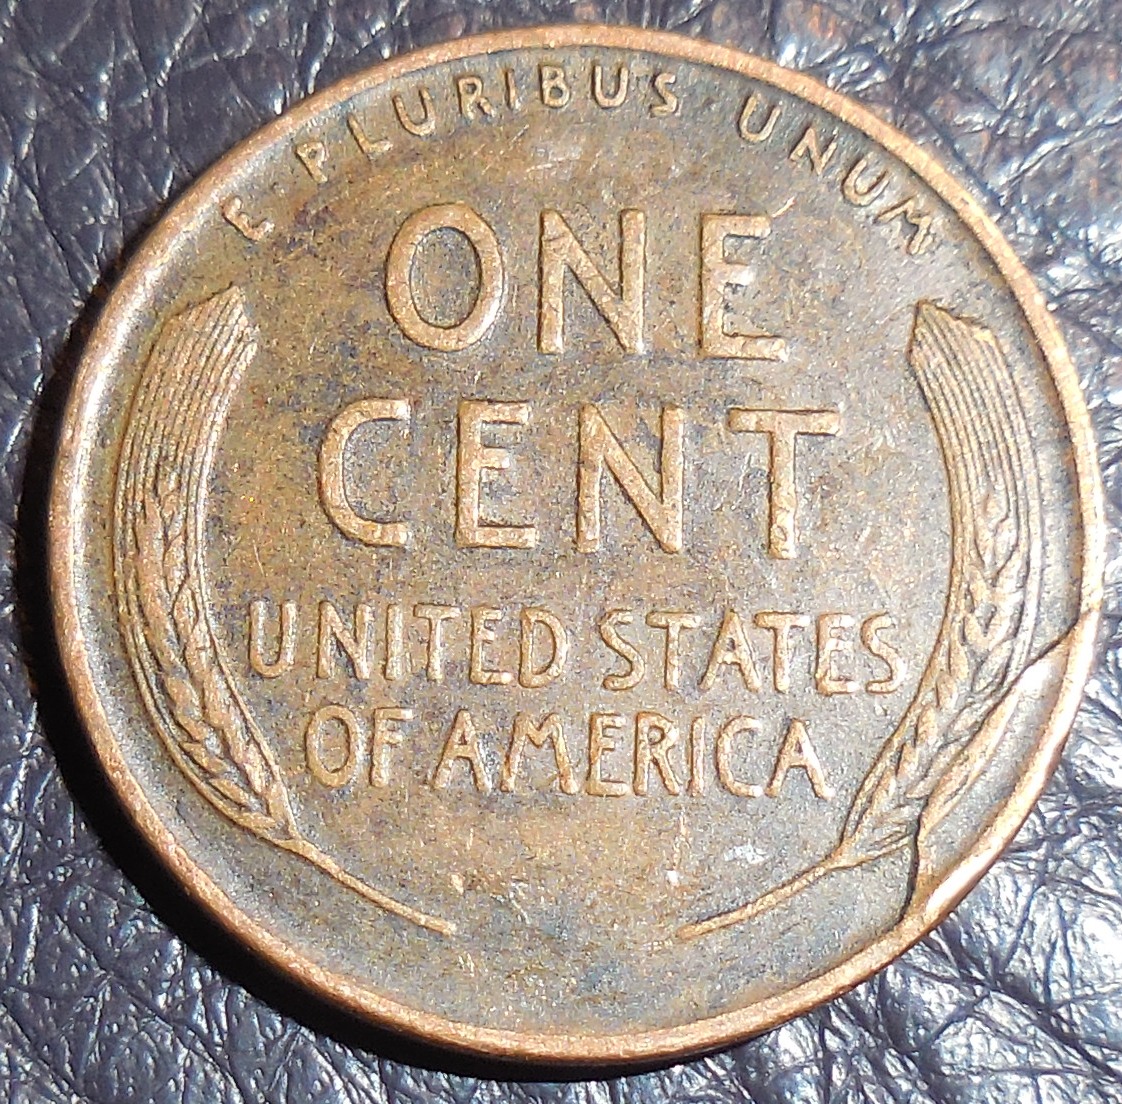 E PLURIBUS UNUM
ONE
CENT
UNITED STATES
OF AMERICA